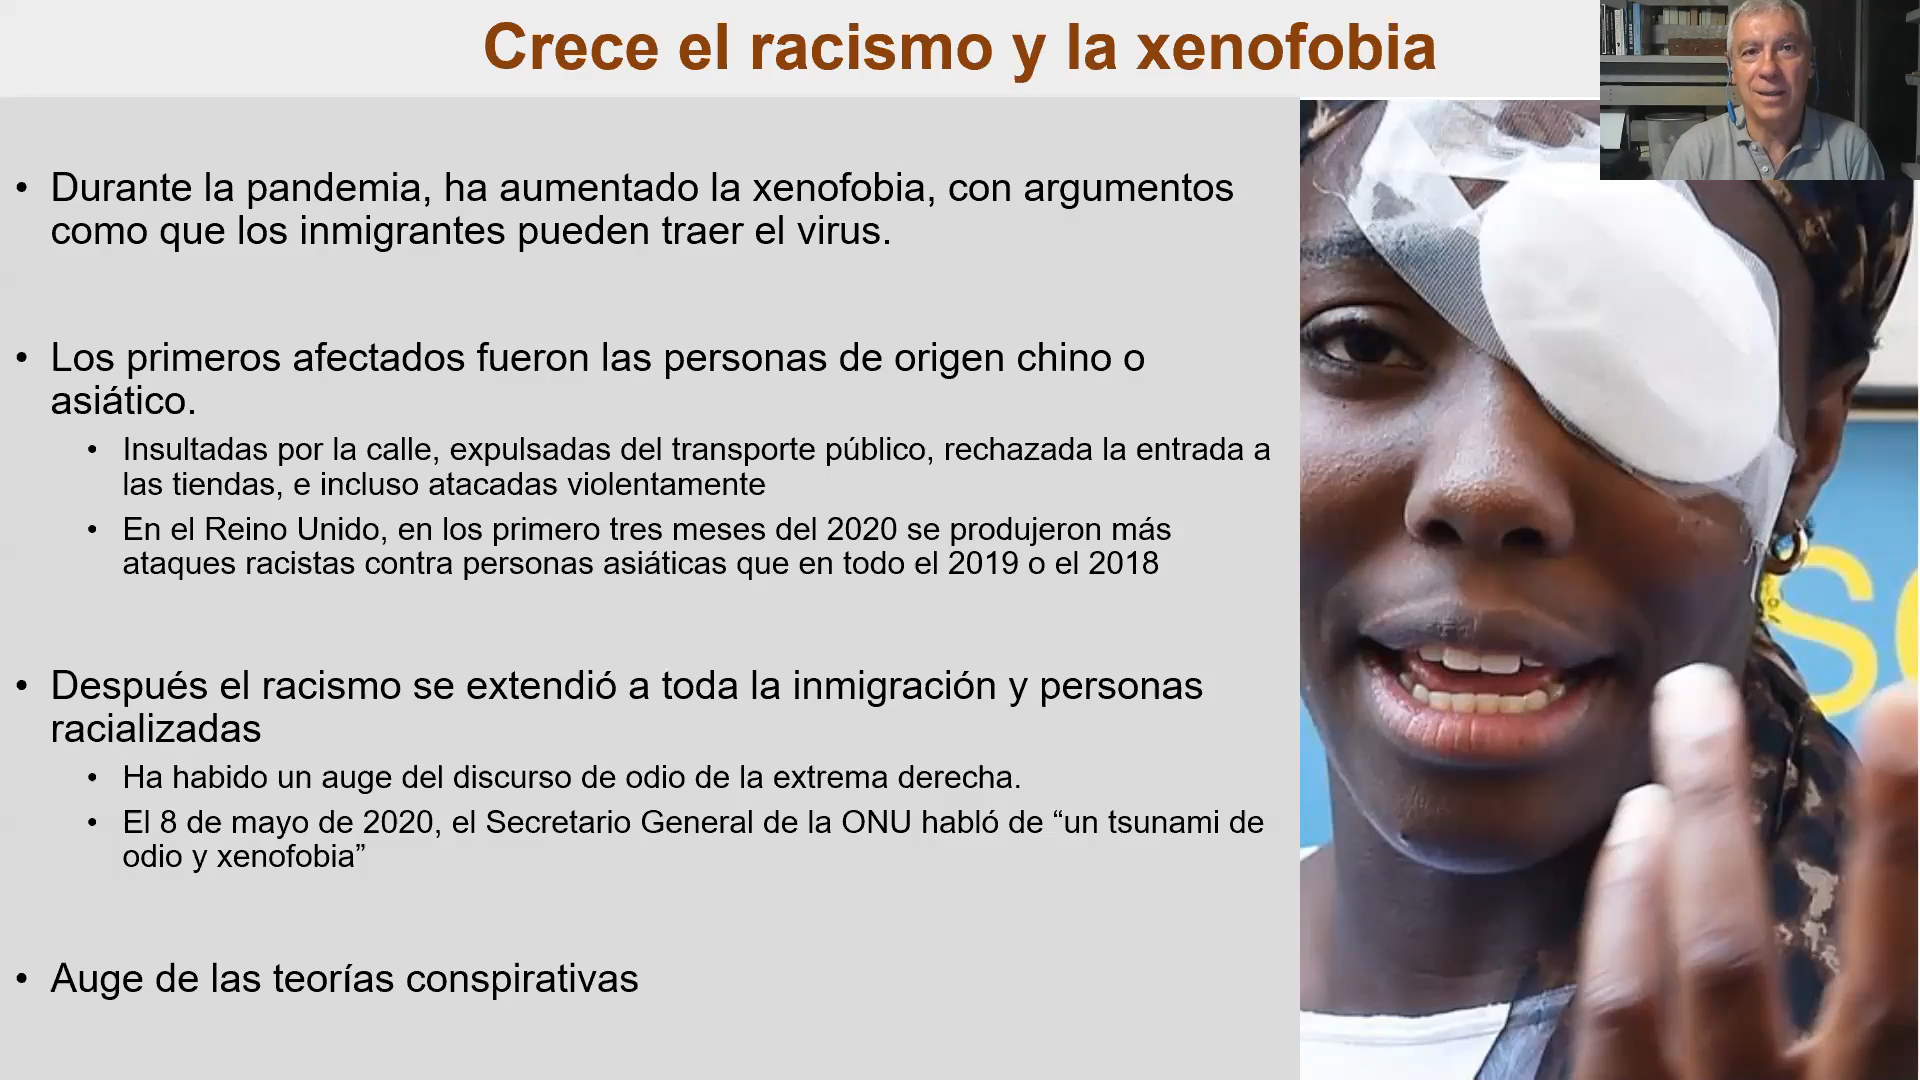 Crece el racismo y la xenofobia
• Durante la pandemia, ha aumentado la xenofobia, con argumentos
como que los inmigrantes pueden traer el virus.
• Los primeros afectados fueron las personas de origen chino o
asiático.
• Insultadas por la calle, expulsadas del transporte público, rechazada la entrada a
las tiendas, e incluso atacadas violentamente
• En el Reino Unido, en los primero tres meses del 2020 se produjeron más
ataques racistas contra personas asiáticas que en todo el 2019 o el 2018
• Después el racismo se extendió a toda la inmigración y personas
racializadas
• Ha habido un auge del discurso de odio de la extrema derecha.
• El 8 de mayo de 2020, el Secretario General de la ONU habló de “un tsunami de
odio y xenofobia”
• Auge de las teorías conspirativas